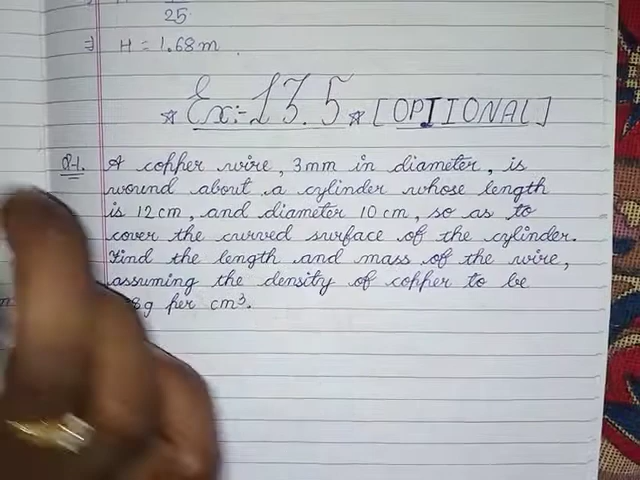 25
⇒ H = 1.68 m.
☆ Ex:- 13.5 ☆ [OPTIONAL]
Q-1. A copper wire, 3mm in diameter, is
wound about a cylinder whose length
is 12 cm, and diameter 10 cm, so as to
cover the curved surface of the cylinder.
Find the length and mass of the wire,
assuming the density of copper to be
8g per cm³.